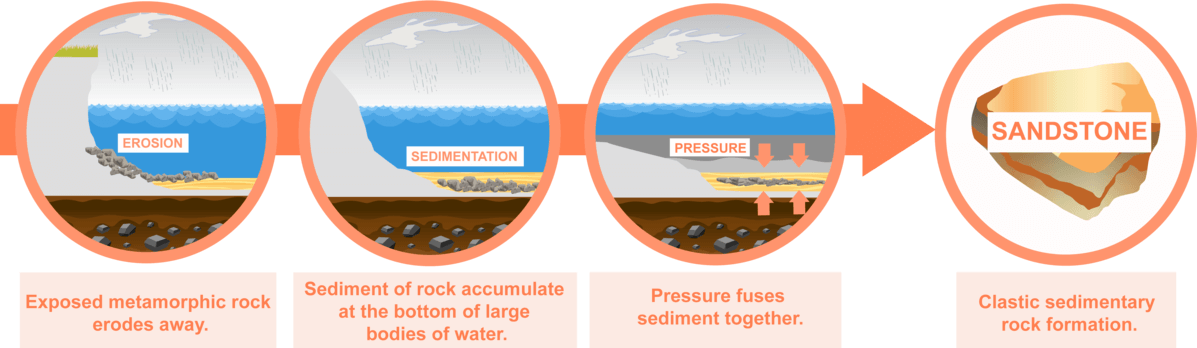 EROSION
SEDIMENTATION
PRESSURE
SANDSTONE
Exposed metamorphic rock
erodes away.
Sediment of rock accumulate
at the bottom of large
bodies of water.
Pressure fuses
sediment together.
Clastic sedimentary
rock formation.